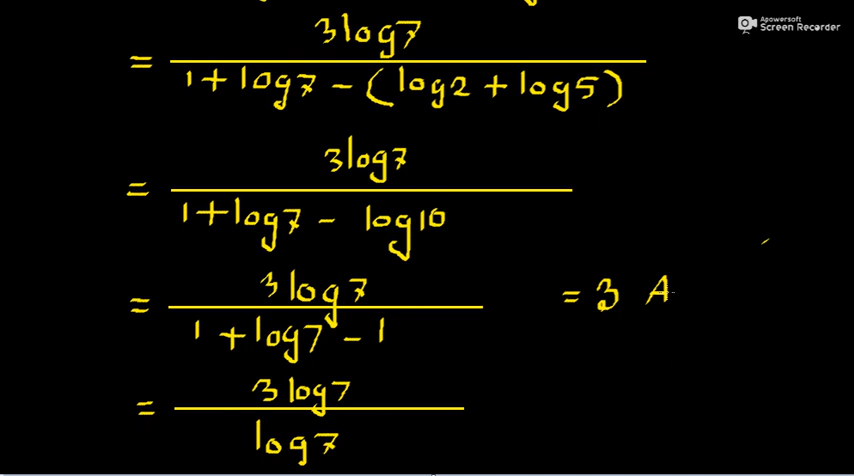 Apowersoft
Screen Recorder
3log7
= ―――
1+log7 - (log2 + log5)
3log7
= ―――
1+log7 - log10
3log7
= ―――
1+log7 - 1
= 3 A
3log7
= ―――
log7